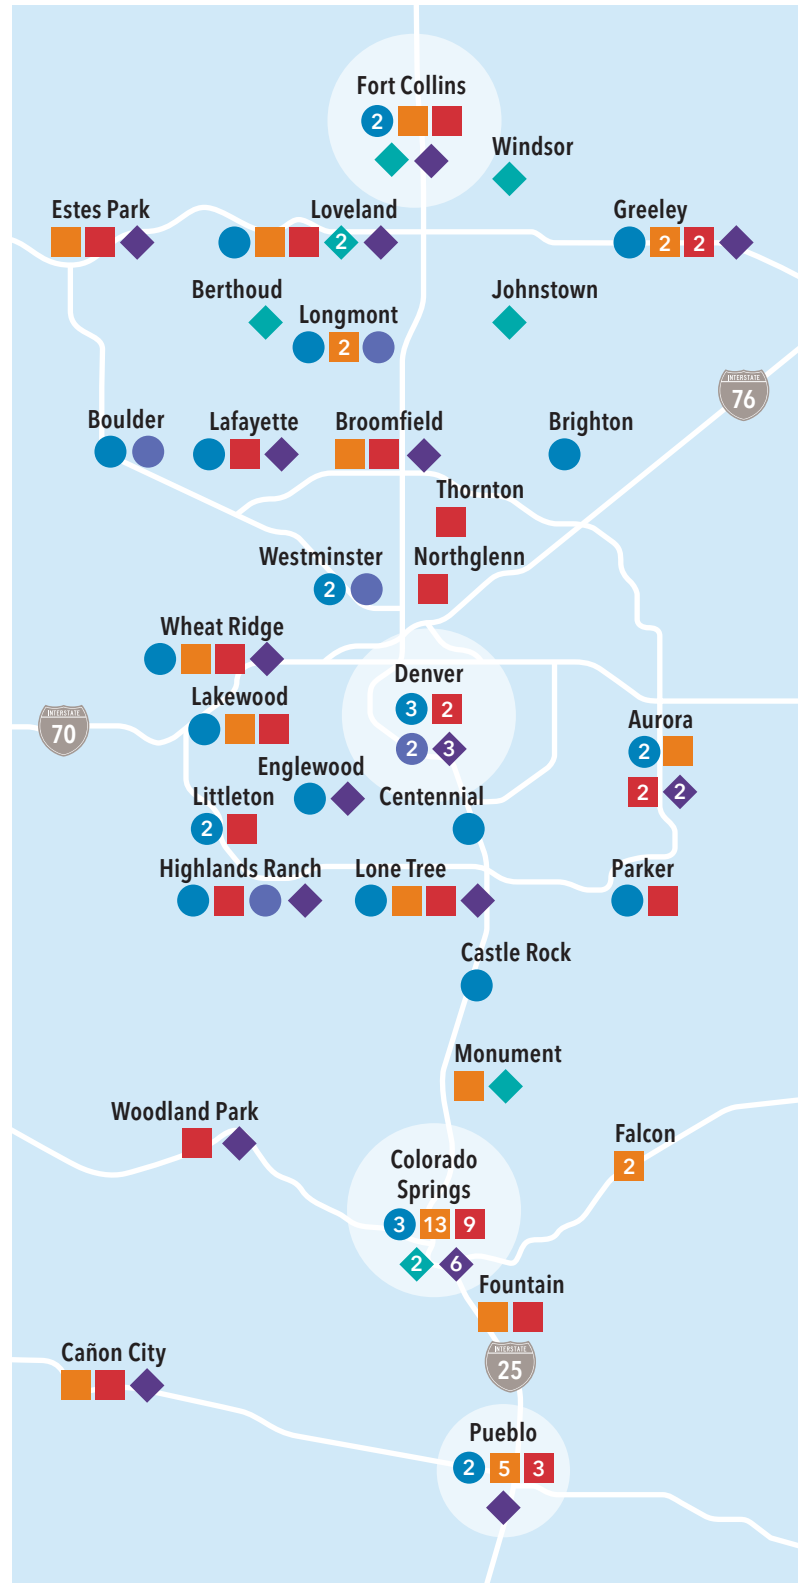 Fort Collins
2
Windsor
Estes Park
Loveland
Greeley
2
2
2
Berthoud
Longmont
Johnstown
2
INTERSTATE
76
Boulder
Lafayette
Broomfield
Brighton
Thornton
Westminster
Northglenn
2
Wheat Ridge
Denver
Lakewood
3
2
INTERSTATE
70
Aurora
2
3
2
Englewood
Littleton
Centennial
2
2
2
Highlands Ranch
Lone Tree
Parker
Castle Rock
Monument
Woodland Park
Falcon
2
Colorado
Springs
3
13
9
2
6
Fountain
Cañon City
INTERSTATE
25
Pueblo
2
5
3